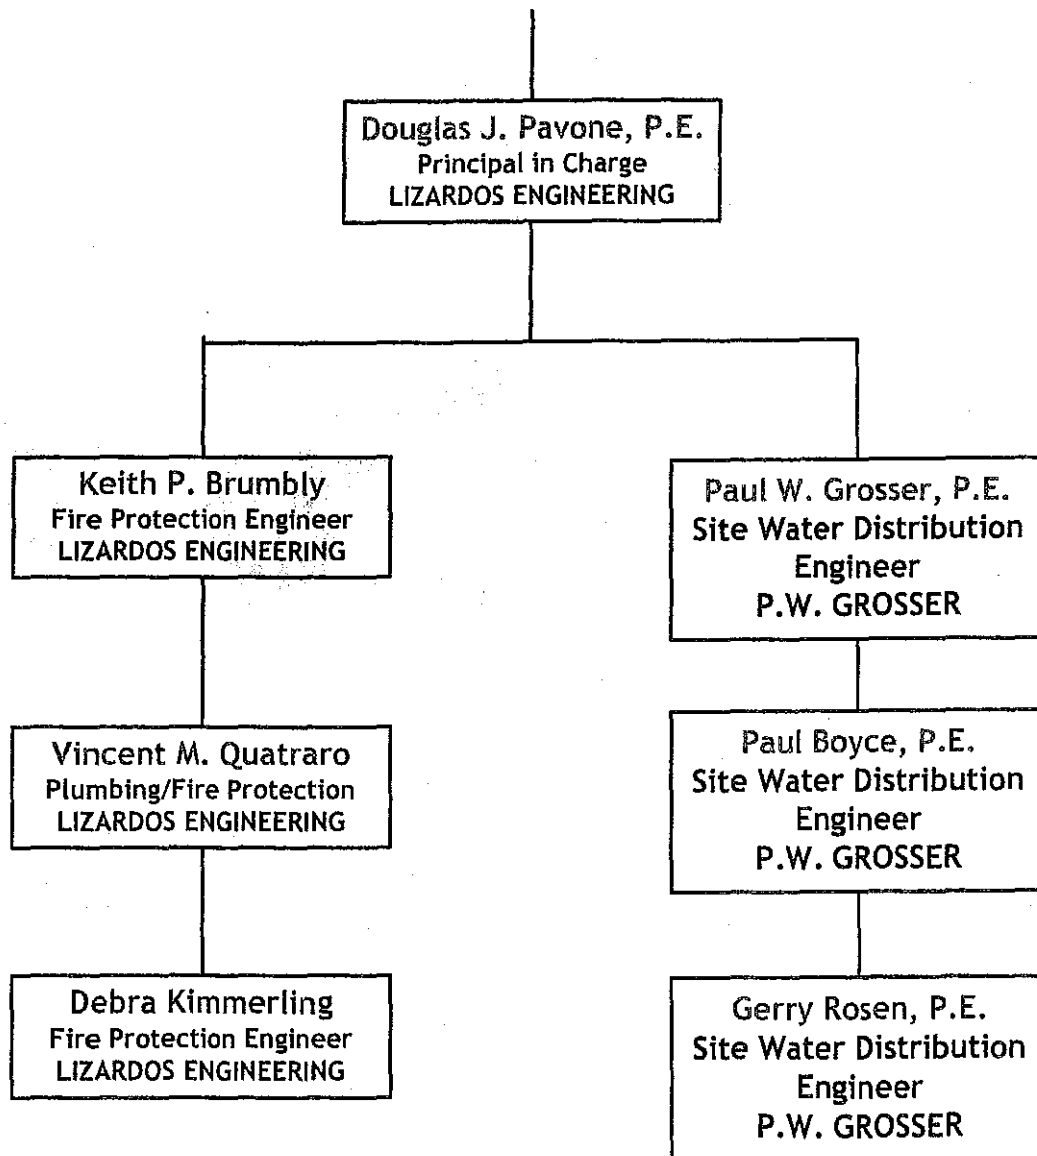 Douglas J. Pavone, P.E.
Principal in Charge
LIZARDOS ENGINEERING
Keith P. Brumbly
Fire Protection Engineer
LIZARDOS ENGINEERING
Vincent M. Quatraro
Plumbing/Fire Protection
LIZARDOS ENGINEERING
Debra Kimmerling
Fire Protection Engineer
LIZARDOS ENGINEERING
Paul W. Grosser, P.E.
Site Water Distribution
Engineer
P.W. GROSSER
Paul Boyce, P.E.
Site Water Distribution
Engineer
P.W. GROSSER
Gerry Rosen, P.E.
Site Water Distribution
Engineer
P.W. GROSSER